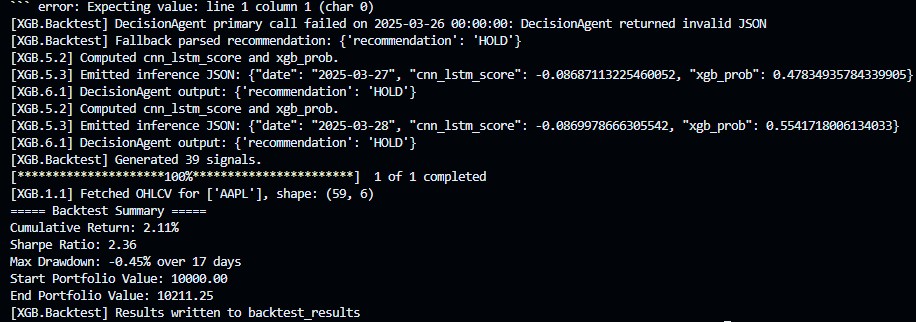 ``` error: Expecting value: line 1 column 1 (char 0)
[XGB.Backtest] DecisionAgent primary call failed on 2025-03-26 00:00:00: DecisionAgent returned invalid JSON
[XGB.Backtest] Fallback parsed recommendation: {'recommendation': 'HOLD'}
[XGB.5.2] Computed cnn_lstm_score and xgb_prob.
[XGB.5.3] Emitted inference JSON: {"date": "2025-03-27", "cnn_lstm_score": -0.08687113225460052, "xgb_prob": 0.47834935784339905}
[XGB.6.1] DecisionAgent output: {'recommendation': 'HOLD'}
[XGB.5.2] Computed cnn_lstm_score and xgb_prob.
[XGB.5.3] Emitted inference JSON: {"date": "2025-03-28", "cnn_lstm_score": -0.0869978666305542, "xgb_prob": 0.5541718006134033}
[XGB.6.1] DecisionAgent output: {'recommendation': 'HOLD'}
[XGB.Backtest] Generated 39 signals.
[*********************100%***********************]  1 of 1 completed
[XGB.1.1] Fetched OHLCV for ['AAPL'], shape: (59, 6)
===== Backtest Summary =====
Cumulative Return: 2.11%
Sharpe Ratio: 2.36
Max Drawdown: -0.45% over 17 days
Start Portfolio Value: 10000.00
End Portfolio Value: 10211.25
[XGB.Backtest] Results written to backtest_results